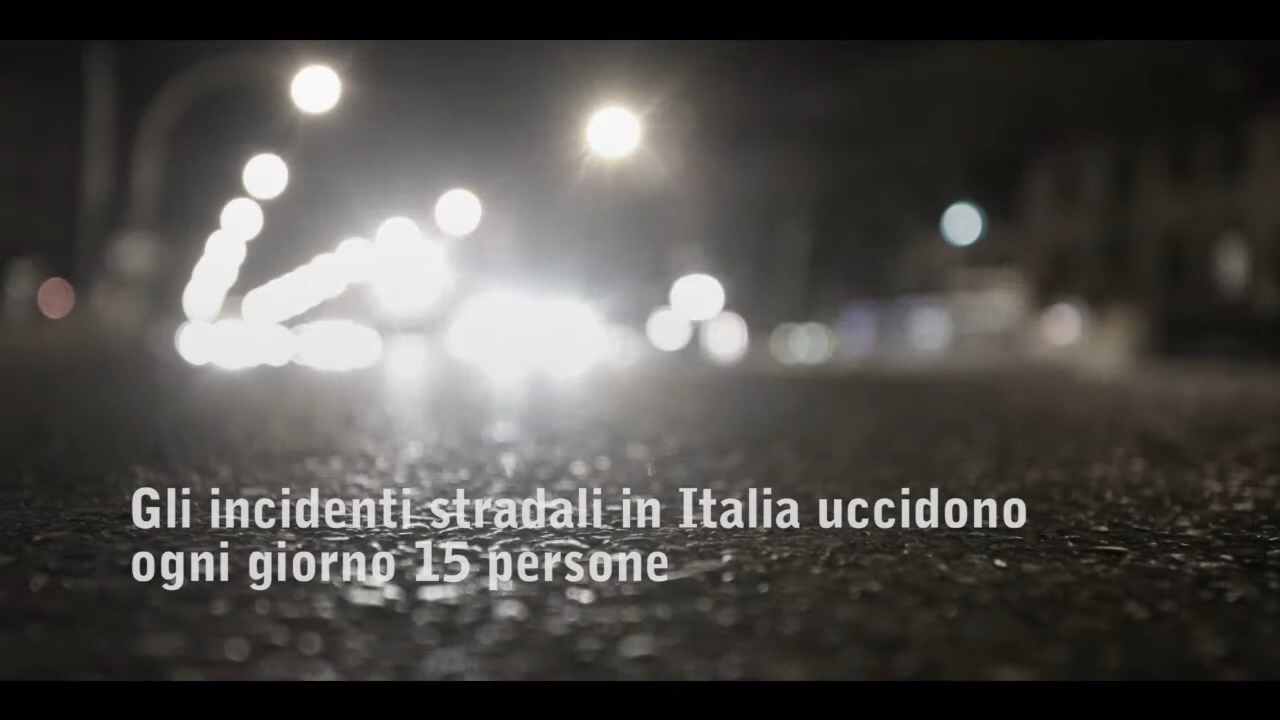 Gli incidenti stradali in Italia uccidono
ogni giorno 15 persone